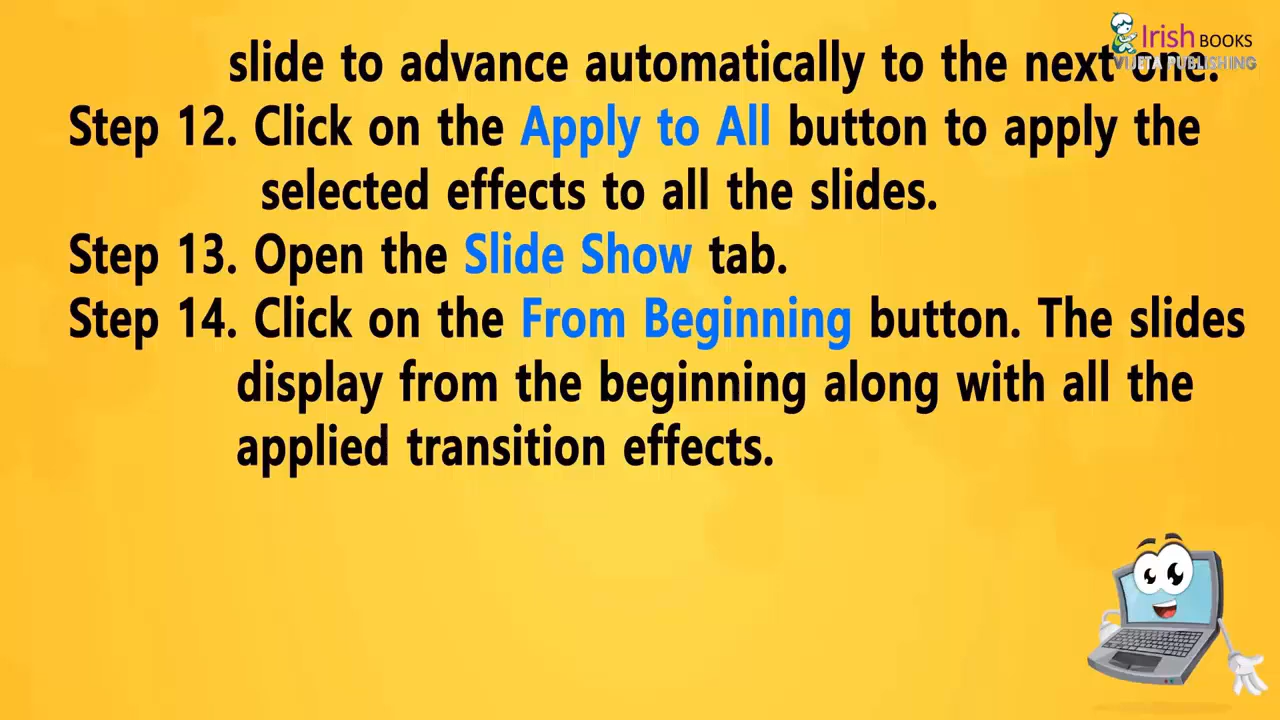 Irish BOOKS
VIJETA PUBLISHING
slide to advance automatically to the next one.
Step 12. Click on the Apply to All button to apply the
selected effects to all the slides.
Step 13. Open the Slide Show tab.
Step 14. Click on the From Beginning button. The slides
display from the beginning along with all the
applied transition effects.